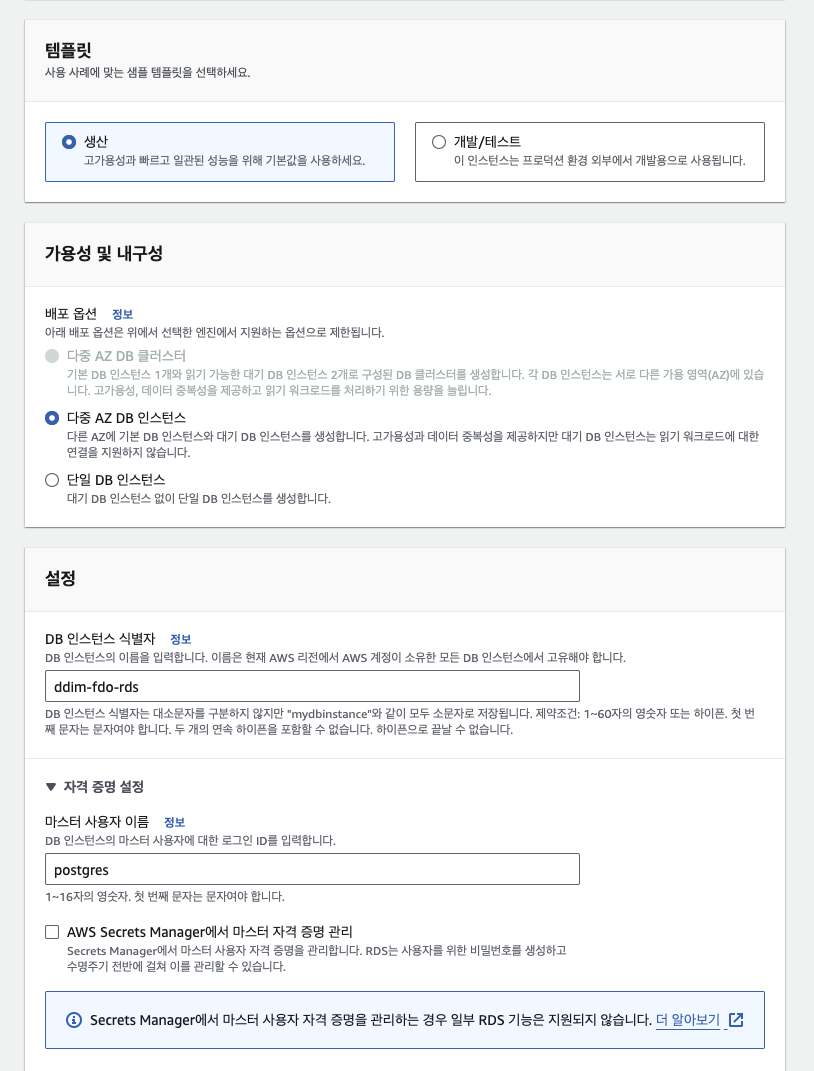 템플릿
사용 사례에 맞는 샘플 템플릿을 선택하세요.
생산
고가용성과 빠르고 일관된 성능을 위해 기본값을 사용하세요.
개발/테스트
이 인스턴스는 프로덕션 환경 외부에서 개발용으로 사용됩니다.
가용성 및 내구성
배포 옵션 정보
아래 배포 옵션은 위에서 선택한 엔진에서 지원하는 옵션으로 제한됩니다.
다중 AZ DB 클러스터
기본 DB 인스턴스 1개와 읽기 가능한 대기 DB 인스턴스 2개로 구성된 DB 클러스터를 생성합니다. 각 DB 인스턴스는 서로 다른 가용 영역(AZ)에 있습
니다. 고가용성, 데이터 중복성을 제공하고 읽기 워크로드를 처리하기 위한 용량을 늘립니다.
다중 AZ DB 인스턴스
다른 AZ에 기본 DB 인스턴스와 대기 DB 인스턴스를 생성합니다. 고가용성과 데이터 중복성을 제공하지만 대기 DB 인스턴스는 읽기 워크로드에 대한
연결을 지원하지 않습니다.
단일 DB 인스턴스
대기 DB 인스턴스 없이 단일 DB 인스턴스를 생성합니다.
설정
DB 인스턴스 식별자 정보
DB 인스턴스의 이름을 입력합니다. 이름은 현재 AWS 리전에서 AWS 계정이 소유한 모든 DB 인스턴스에서 고유해야 합니다.
ddim-fdo-rds
DB 인스턴스 식별자는 대소문자를 구분하지 않지만 "mydbinstance"와 같이 모두 소문자로 저장됩니다. 제약조건: 1~60자의 영숫자 또는 하이픈. 첫 번
째 문자는 문자여야 합니다. 두 개의 연속 하이픈을 포함할 수 없습니다. 하이픈으로 끝날 수 없습니다.
자격 증명 설정
마스터 사용자 이름 정보
DB 인스턴스의 마스터 사용자에 대한 로그인 ID를 입력합니다.
postgres
1~16자의 영숫자. 첫 번째 문자는 문자여야 합니다.
AWS Secrets Manager에서 마스터 자격 증명 관리
Secrets Manager에서 마스터 사용자 자격 증명을 관리합니다. RDS는 사용자를 위한 비밀번호를 생성하고
수명주기 전반에 걸쳐 이를 관리할 수 있습니다.
Secrets Manager에서 마스터 사용자 자격 증명을 관리하는 경우 일부 RDS 기능은 지원되지 않습니다. 더 알아보기